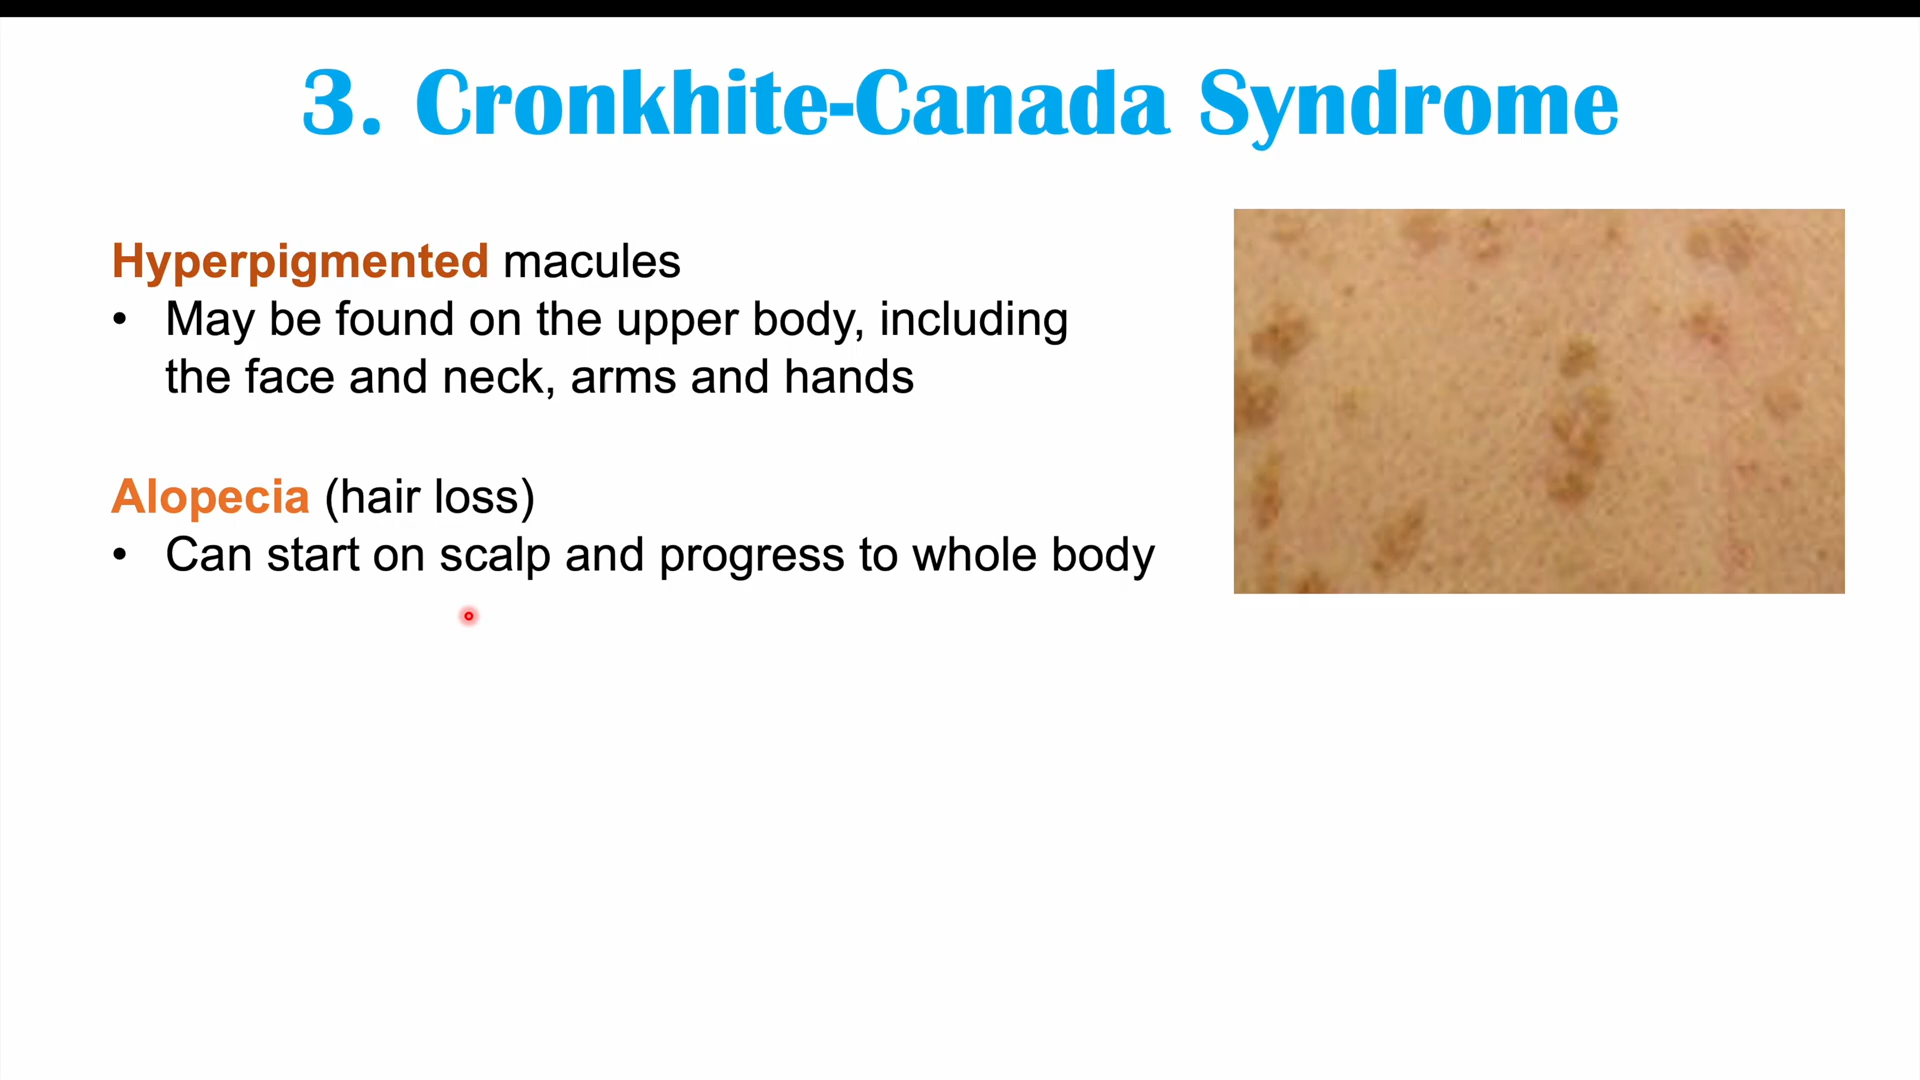 3. Cronkhite-Canada Syndrome
Hyperpigmented macules
• May be found on the upper body, including
the face and neck, arms and hands
Alopecia (hair loss)
• Can start on scalp and progress to whole body